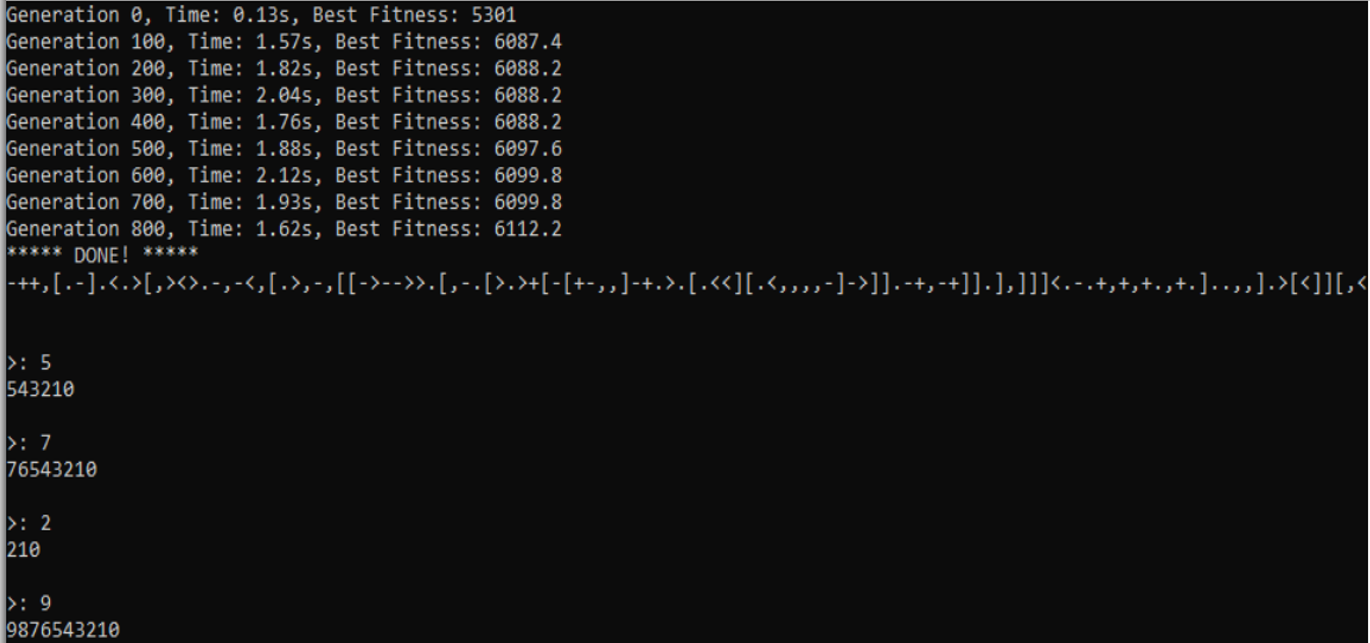 Generation 0, Time: 0.13s, Best Fitness: 5301
Generation 100, Time: 1.57s, Best Fitness: 6087.4
Generation 200, Time: 1.82s, Best Fitness: 6088.2
Generation 300, Time: 2.04s, Best Fitness: 6088.2
Generation 400, Time: 1.76s, Best Fitness: 6088.2
Generation 500, Time: 1.88s, Best Fitness: 6097.6
Generation 600, Time: 2.12s, Best Fitness: 6099.8
Generation 700, Time: 1.93s, Best Fitness: 6099.8
Generation 800, Time: 1.62s, Best Fitness: 6112.2
***** DONE! *****
-++,[.-].<.>[,><>.-,-<,[.>,-,[[->-->>.[,-.[>.>+[-[+-,,]-+.>.[.<<][.<,,,,-]->]].-+,-+]].],]]]<.-.+,+,+.,+.]..,,].>[<]][,<
>: 5
543210
>: 7
76543210
>: 2
210
>: 9
9876543210